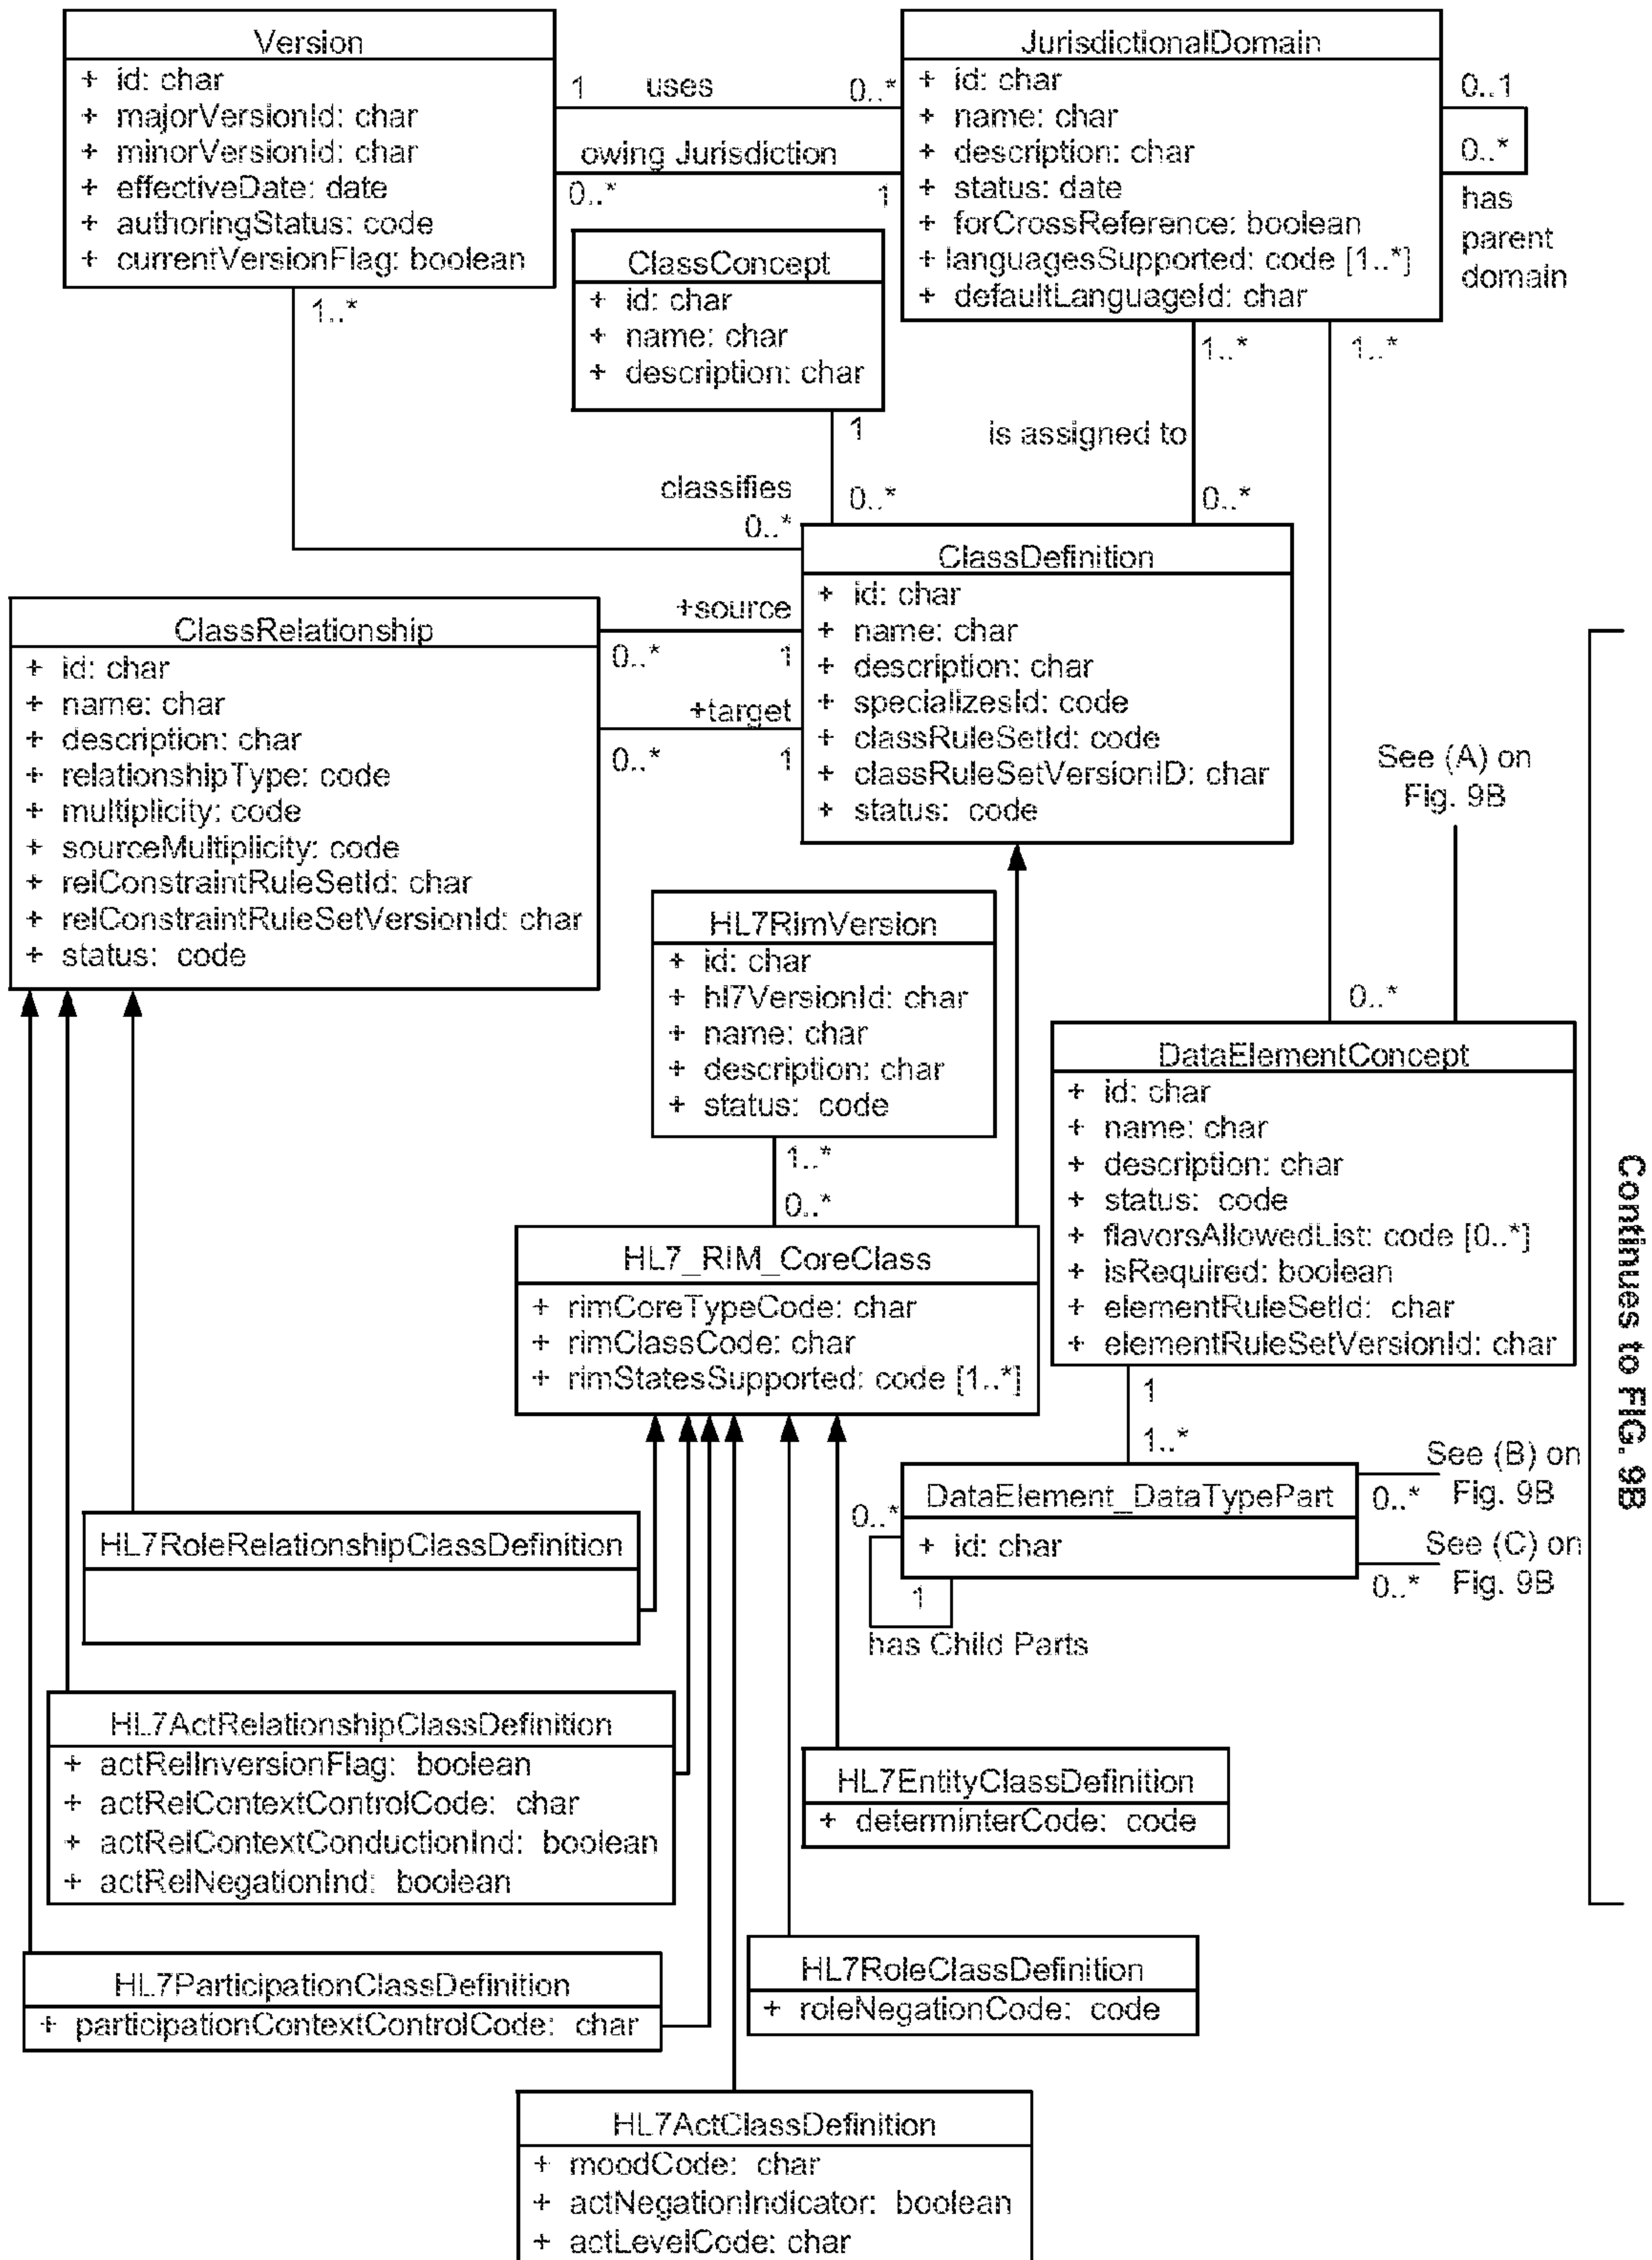 Version
+ id: char
+ majorVersionId: char
+ minorVersionId: char
+ effectiveDate: date
+ authoringStatus: code
+ currentVersionFlag: boolean
1 uses 0..*
owing Jurisdiction
0..* 1
JurisdictionalDomain
+ id: char
+ name: char
+ description: char
+ status: date
+ forCrossReference: boolean
+ languagesSupported: code [1..*]
+ defaultLanguageId: char
0..1
0..*
has
parent
domain
ClassConcept
+ id: char
+ name: char
+ description: char
1..*
1
1..*
1..*
is assigned to
classifies
0..*
0..*
0..*
ClassDefinition
+ id: char
+ name: char
+ description: char
+ specializesId: code
+ classRuleSetId: code
+ classRuleSetVersionID: char
+ status: code
+source
0..* 1
+target
0..* 1
ClassRelationship
+ id: char
+ name: char
+ description: char
+ relationshipType: code
+ multiplicity: code
+ sourceMultiplicity: code
+ relConstraintRuleSetId: char
+ relConstraintRuleSetVersionId: char
+ status: code
See (A) on
Fig. 9B
HL7RimVersion
+ id: char
+ hl7VersionId: char
+ name: char
+ description: char
+ status: code
1..*
0..*
0..*
DataElementConcept
+ id: char
+ name: char
+ description: char
+ status: code
+ flavorsAllowedList: code [0..*]
+ isRequired: boolean
+ elementRuleSetId: char
+ elementRuleSetVersionId: char
Continues to FIG. 9B
HL7_RIM_CoreClass
+ rimCoreTypeCode: char
+ rimClassCode: char
+ rimStatesSupported: code [1..*]
1
1..*
DataElement_DataTypePart
+ id: char
0..*
1
has Child Parts
See (B) on
0..* Fig. 9B
See (C) on
0..* Fig. 9B
HL7RoleRelationshipClassDefinition
HL7ActRelationshipClassDefinition
+ actRelInversionFlag: boolean
+ actRelContextControlCode: char
+ actRelContextConductionInd: boolean
+ actRelNegationInd: boolean
HL7EntityClassDefinition
+ determinterCode: code
HL7ParticipationClassDefinition
+ participationContextControlCode: char
HL7RoleClassDefinition
+ roleNegationCode: code
HL7ActClassDefinition
+ moodCode: char
+ actNegationIndicator: boolean
+ actLevelCode: char